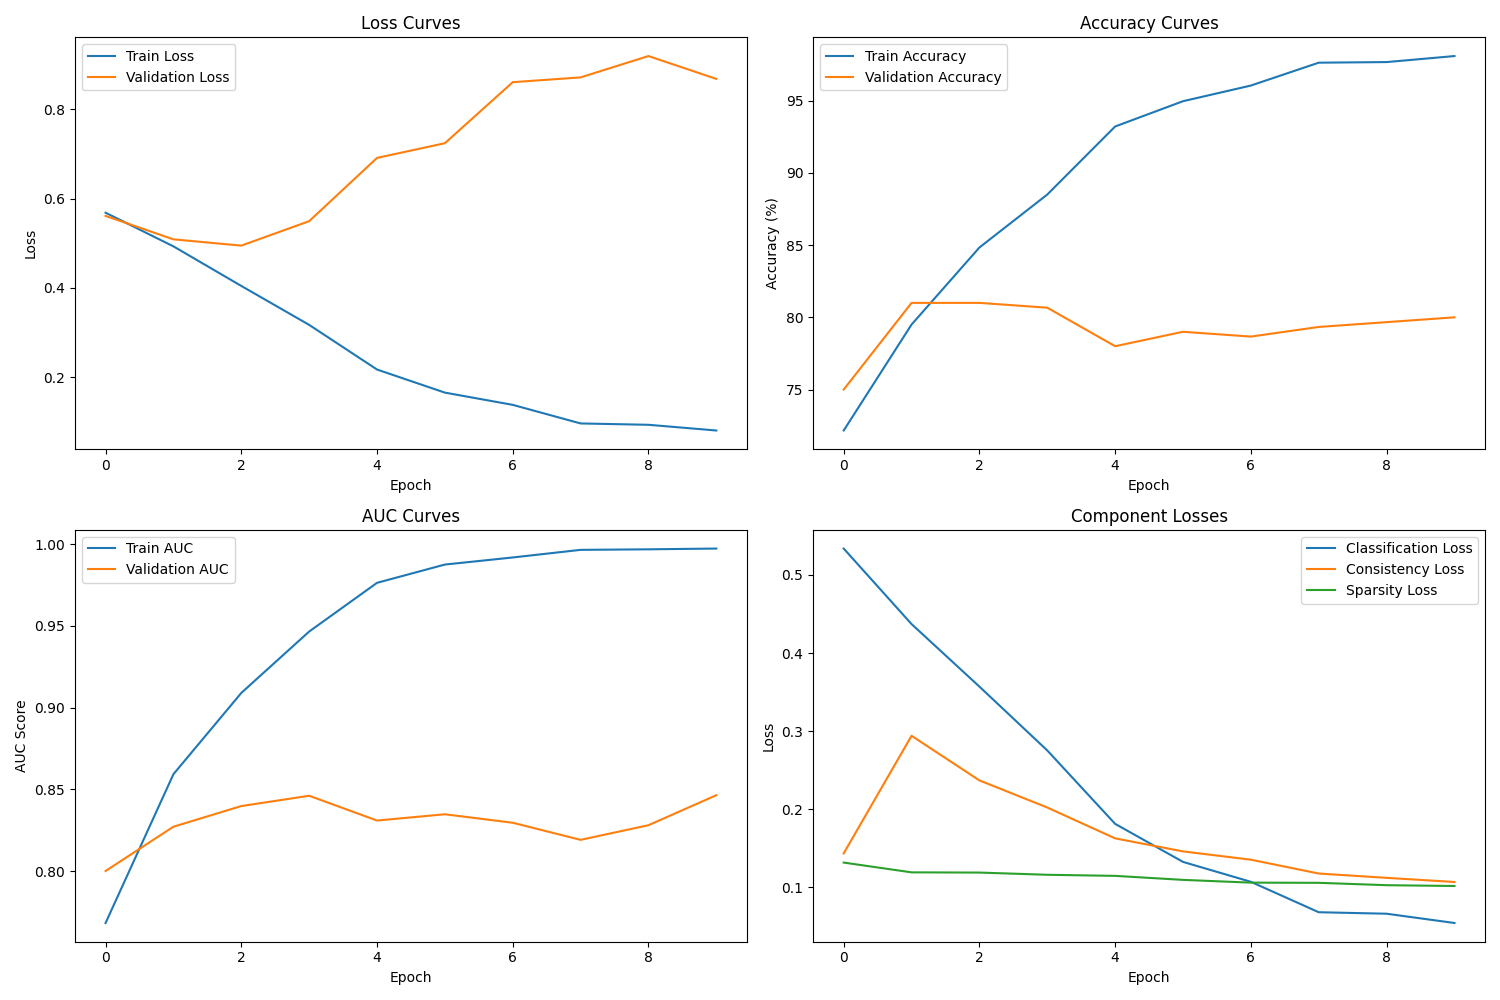 Loss Curves
Train Loss
Validation Loss
0.8
0.6
0.4
0.2
Loss
0 2 4 6 8
Epoch
Accuracy Curves
Train Accuracy
Validation Accuracy
95
90
85
80
75
Accuracy (%)
0 2 4 6 8
Epoch
AUC Curves
Train AUC
Validation AUC
1.00
0.95
0.90
0.85
0.80
AUC Score
0 2 4 6 8
Epoch
Component Losses
Classification Loss
Consistency Loss
Sparsity Loss
0.5
0.4
0.3
0.2
0.1
Loss
0 2 4 6 8
Epoch